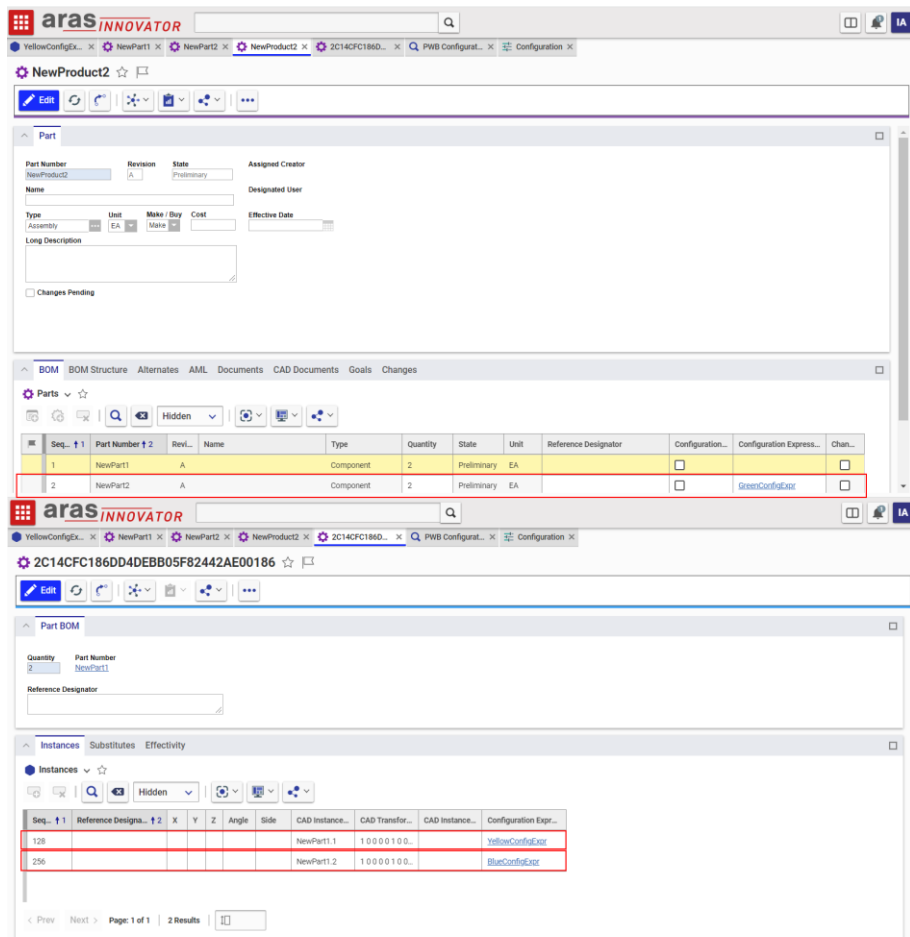 aras INNOVATOR
IA
YellowConfigEx... × NewPart1 × NewPart2 × NewProduct2 × 2C14CFC186D... × PWB Configurat... × Configuration ×
NewProduct2
Edit
Part
Part Number Revision State Assigned Creator
NewProduct2 A Preliminary
Name Designated User
Type Unit Make / Buy Cost Effective Date
Assembly ... EA Make
Long Description
Changes Pending
BOM BOM Structure Alternates AML Documents CAD Documents Goals Changes
Parts
Hidden
Seq... 1 Part Number 2 Revi... Name Type Quantity State Unit Reference Designator Configuration... Configuration Express... Chan...
1 NewPart1 A Component 2 Preliminary EA
2 NewPart2 A Component 2 Preliminary EA GreenConfigExpr
aras INNOVATOR
IA
YellowConfigEx... × NewPart1 × NewPart2 × NewProduct2 × 2C14CFC186D... × PWB Configurat... × Configuration ×
2C14CFC186DD4DEBB05F82442AE00186
Edit
Part BOM
Quantity Part Number
2 NewPart1
Reference Designator
Instances Substitutes Effectivity
Instances
Hidden
Seq... 1 Reference Designa... 2 X Y Z Angle Side CAD Instance... CAD Transfor... CAD Instance... Configuration Expr...
128 NewPart1.1 1 0 0 0 0 1 0 0... YellowConfigExpr
256 NewPart1.2 1 0 0 0 0 1 0 0... BlueConfigExpr
< Prev Next > Page: 1 of 1 2 Results